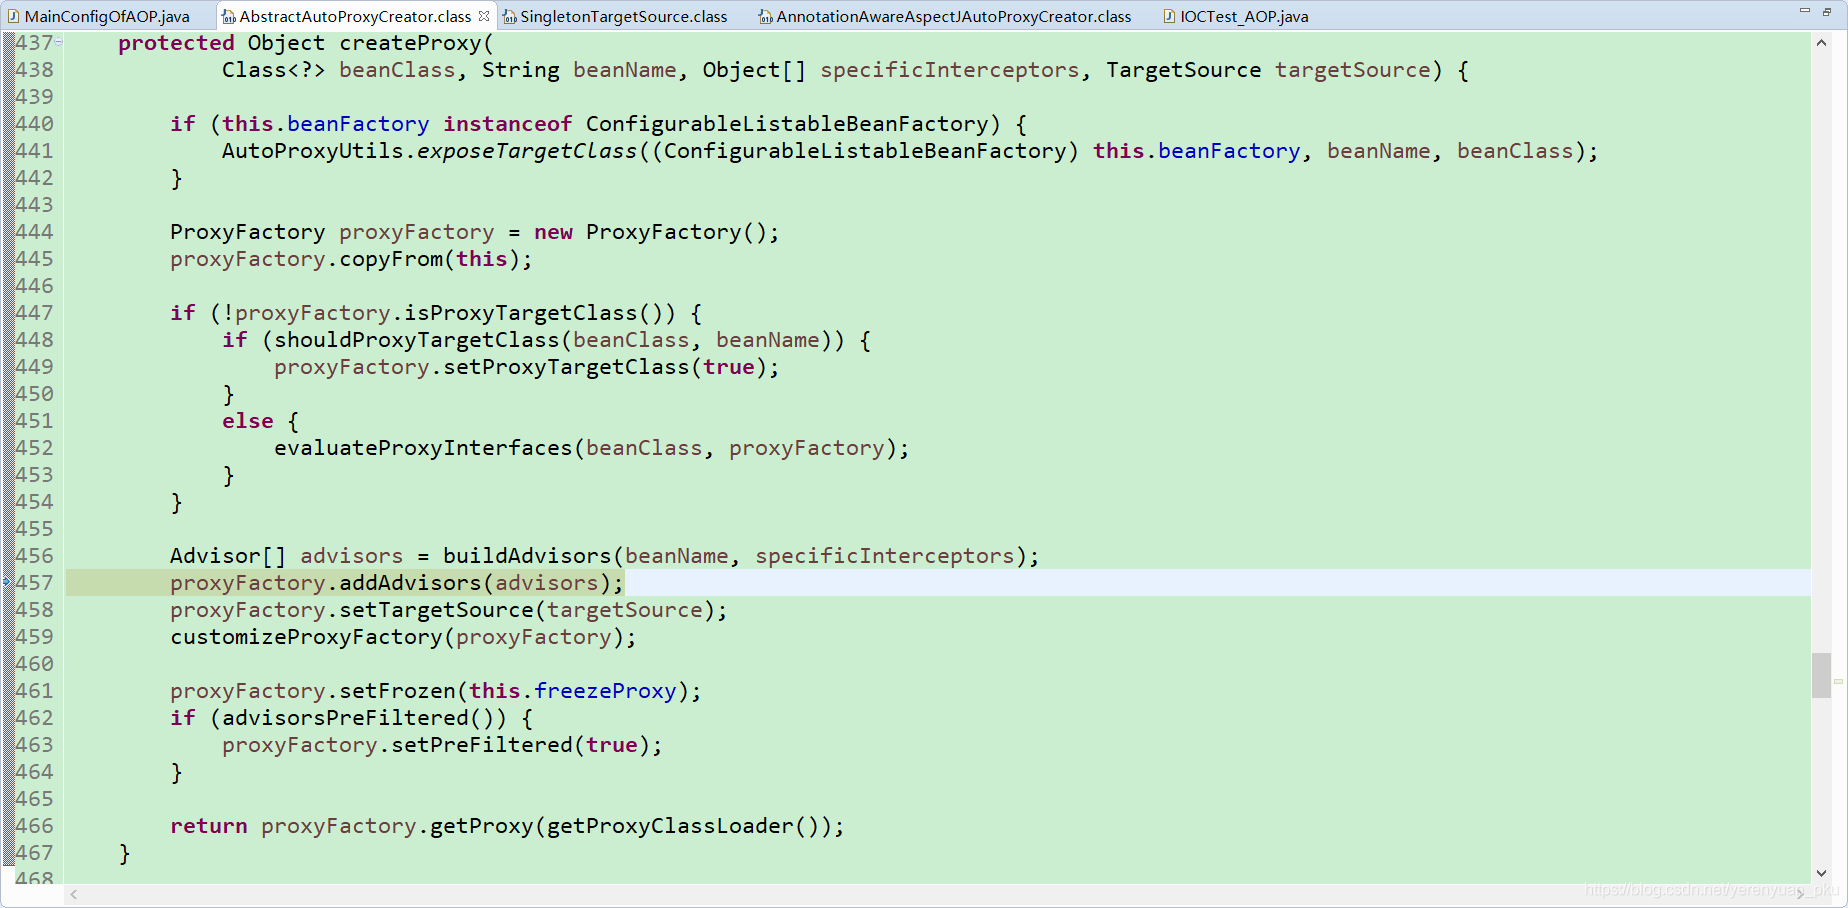 MainConfigOfAOP.java AbstractAutoProxyCreator.class SingletonTargetSource.class AnnotationAwareAspectJAutoProxyCreator.class IOCTest_AOP.java
437 protected Object createProxy(
438 Class<?> beanClass, String beanName, Object[] specificInterceptors, TargetSource targetSource) {
439
440 if (this.beanFactory instanceof ConfigurableListableBeanFactory) {
441 AutoProxyUtils.exposeTargetClass((ConfigurableListableBeanFactory) this.beanFactory, beanName, beanClass);
442 }
443
444 ProxyFactory proxyFactory = new ProxyFactory();
445 proxyFactory.copyFrom(this);
446
447 if (!proxyFactory.isProxyTargetClass()) {
448 if (shouldProxyTargetClass(beanClass, beanName)) {
449 proxyFactory.setProxyTargetClass(true);
450 }
451 else {
452 evaluateProxyInterfaces(beanClass, proxyFactory);
453 }
454 }
455
456 Advisor[] advisors = buildAdvisors(beanName, specificInterceptors);
457 proxyFactory.addAdvisors(advisors);
458 proxyFactory.setTargetSource(targetSource);
459 customizeProxyFactory(proxyFactory);
460
461 proxyFactory.setFrozen(this.freezeProxy);
462 if (advisorsPreFiltered()) {
463 proxyFactory.setPreFiltered(true);
464 }
465
466 return proxyFactory.getProxy(getProxyClassLoader());
467 }
468
https://blog.csdn.net/yerenyuan_pku